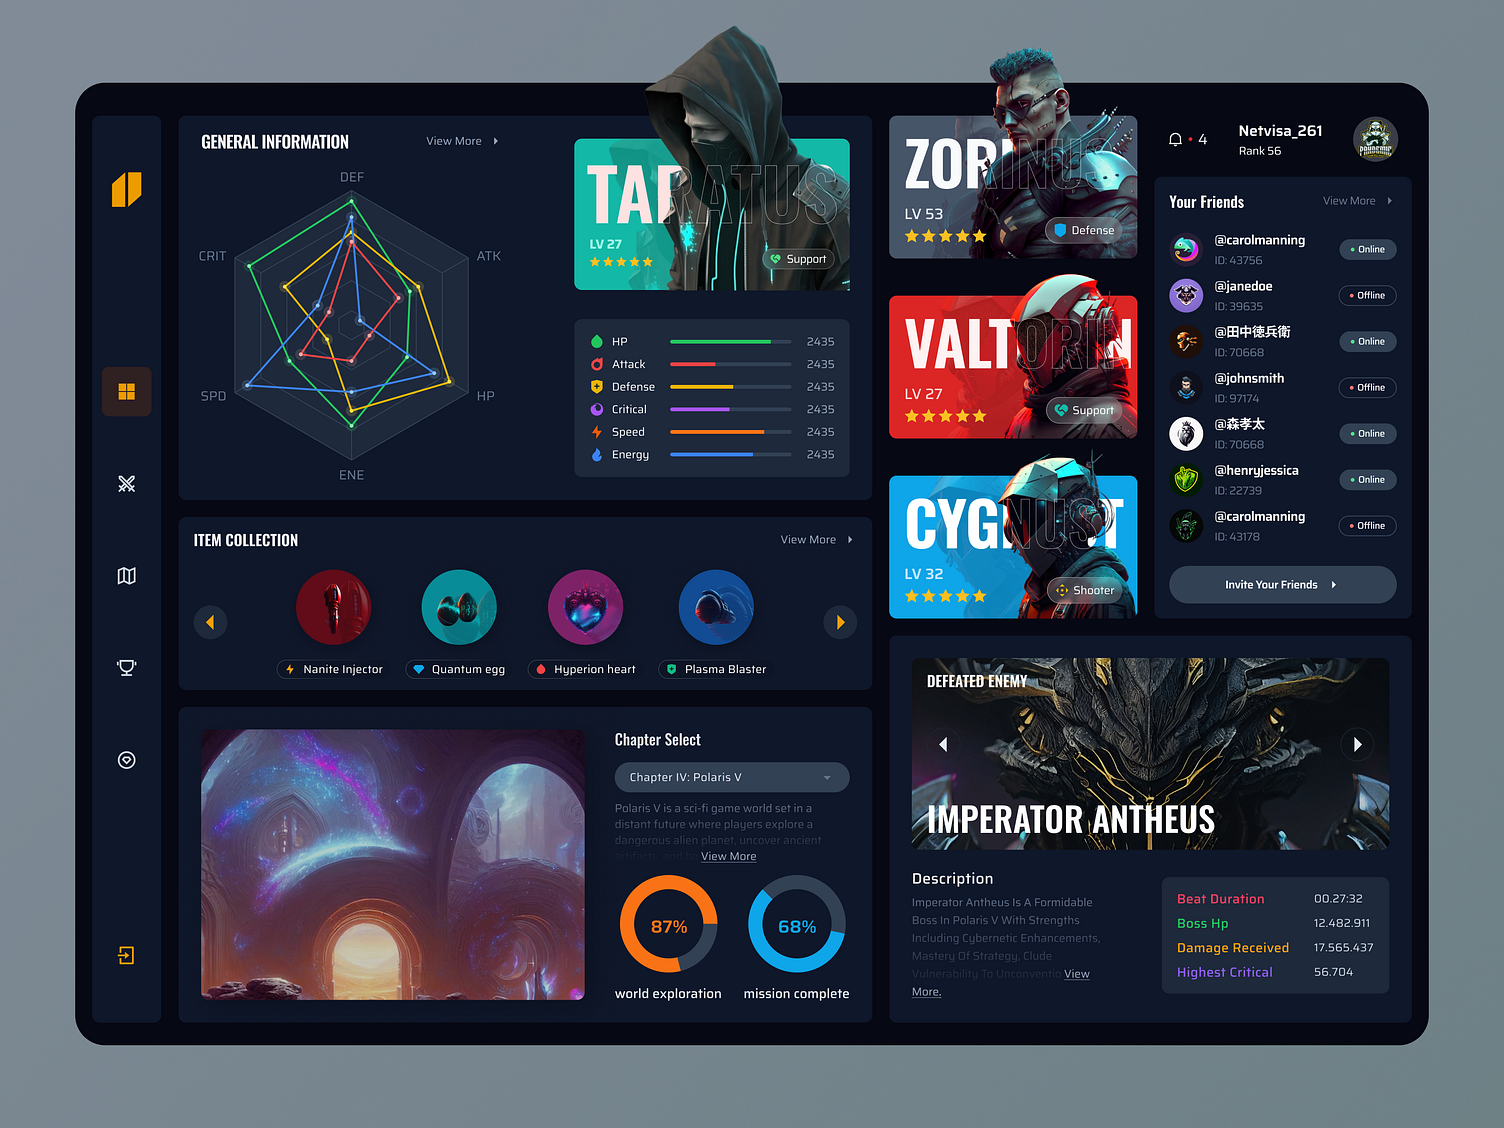 GENERAL INFORMATION
View More
DEF
CRIT
ATK
SPD
HP
ENE
TARATUS
LV 27
Support
HP 2435
Attack 2435
Defense 2435
Critical 2435
Speed 2435
Energy 2435
ITEM COLLECTION
View More
Nanite Injector
Quantum egg
Hyperion heart
Plasma Blaster
Chapter Select
Chapter IV: Polaris V
Polaris V is a sci-fi game world set in a
distant future where players explore a
dangerous alien planet, uncover ancient
View More
87%
68%
world exploration
mission complete
ZORINUS
LV 53
Defense
VALTORIN
LV 27
Support
CYGNUST
LV 32
Shooter
4
Netvisa_261
Rank 56
Your Friends
View More
@carolmanning
ID: 43756
Online
@janedoe
ID: 39635
Offline
@田中徳兵衛
ID: 70668
Online
@johnsmith
ID: 97174
Offline
@森孝太
ID: 70668
Online
@henryjessica
ID: 22739
Online
@carolmanning
ID: 43178
Offline
Invite Your Friends
DEFEATED ENEMY
IMPERATOR ANTHEUS
Description
Imperator Antheus Is A Formidable
Boss In Polaris V With Strengths
Including Cybernetic Enhancements,
Mastery Of Strategy, Clude
Vulnerability To Unconventio View
More.
Beat Duration 00.27:32
Boss Hp 12.482.911
Damage Received 17.565.437
Highest Critical 56.704